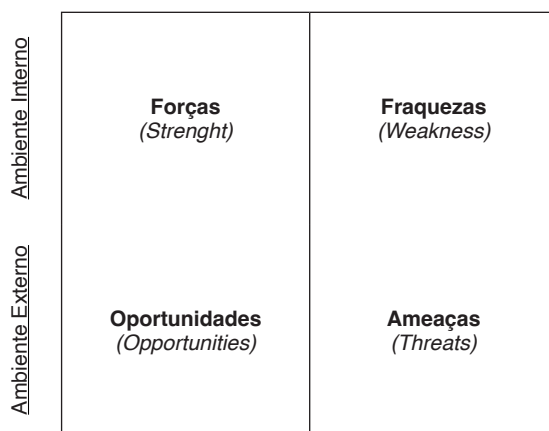 Ambiente Interno
Forças
(Strenght)
Fraquezas
(Weakness)
Ambiente Externo
Oportunidades
(Opportunities)
Ameaças
(Threats)